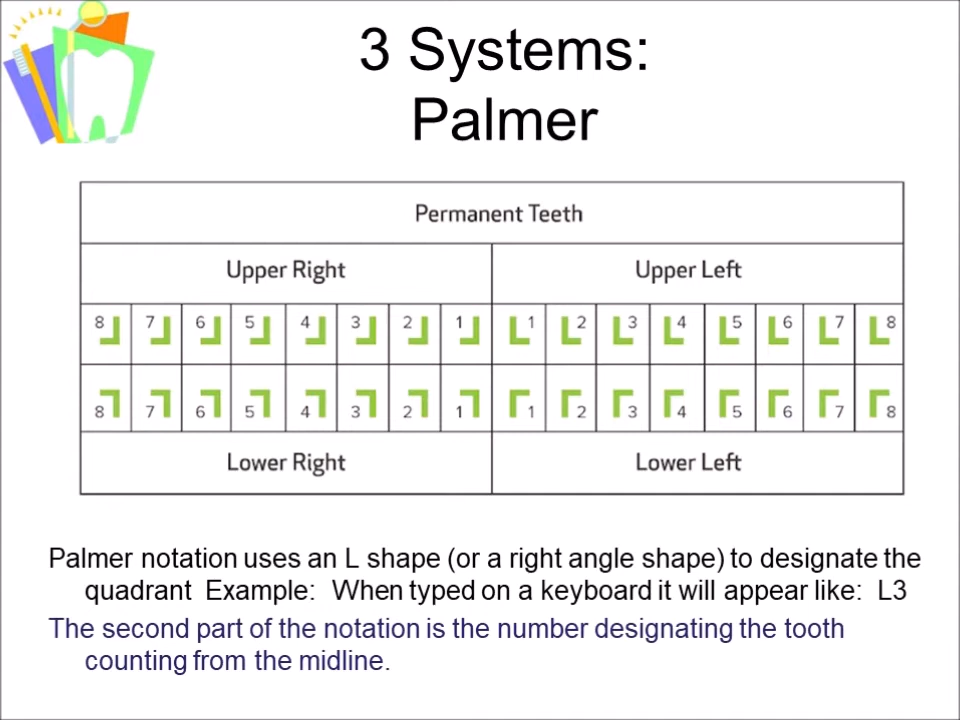 3 Systems:
Palmer
Permanent Teeth
Upper Right Upper Left
8 7 6 5 4 3 2 1 1 2 3 4 5 6 7 8
8 7 6 5 4 3 2 1 1 2 3 4 5 6 7 8
Lower Right Lower Left
Palmer notation uses an L shape (or a right angle shape) to designate the
quadrant Example: When typed on a keyboard it will appear like: L3
The second part of the notation is the number designating the tooth
counting from the midline.